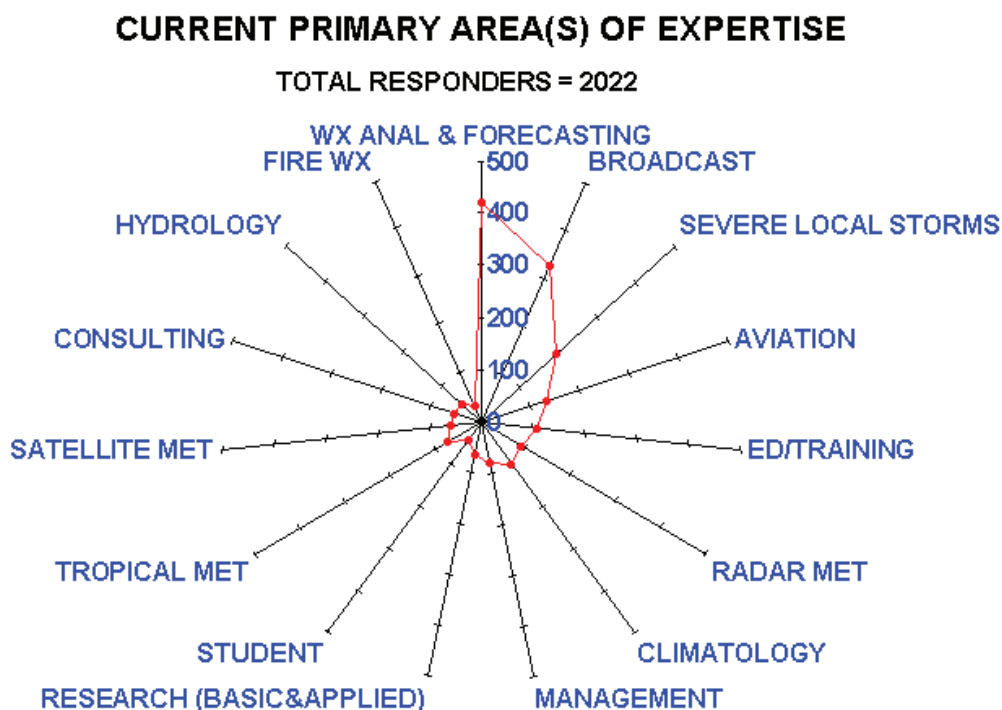 CURRENT PRIMARY AREA(S) OF EXPERTISE
TOTAL RESPONDERS = 2022
WX ANAL & FORECASTING
FIRE WX
500
BROADCAST
400
HYDROLOGY
SEVERE LOCAL STORMS
300
200
CONSULTING
AVIATION
100
0
SATELLITE MET
ED/TRAINING
TROPICAL MET
RADAR MET
STUDENT
CLIMATOLOGY
RESEARCH (BASIC&APPLIED)
MANAGEMENT